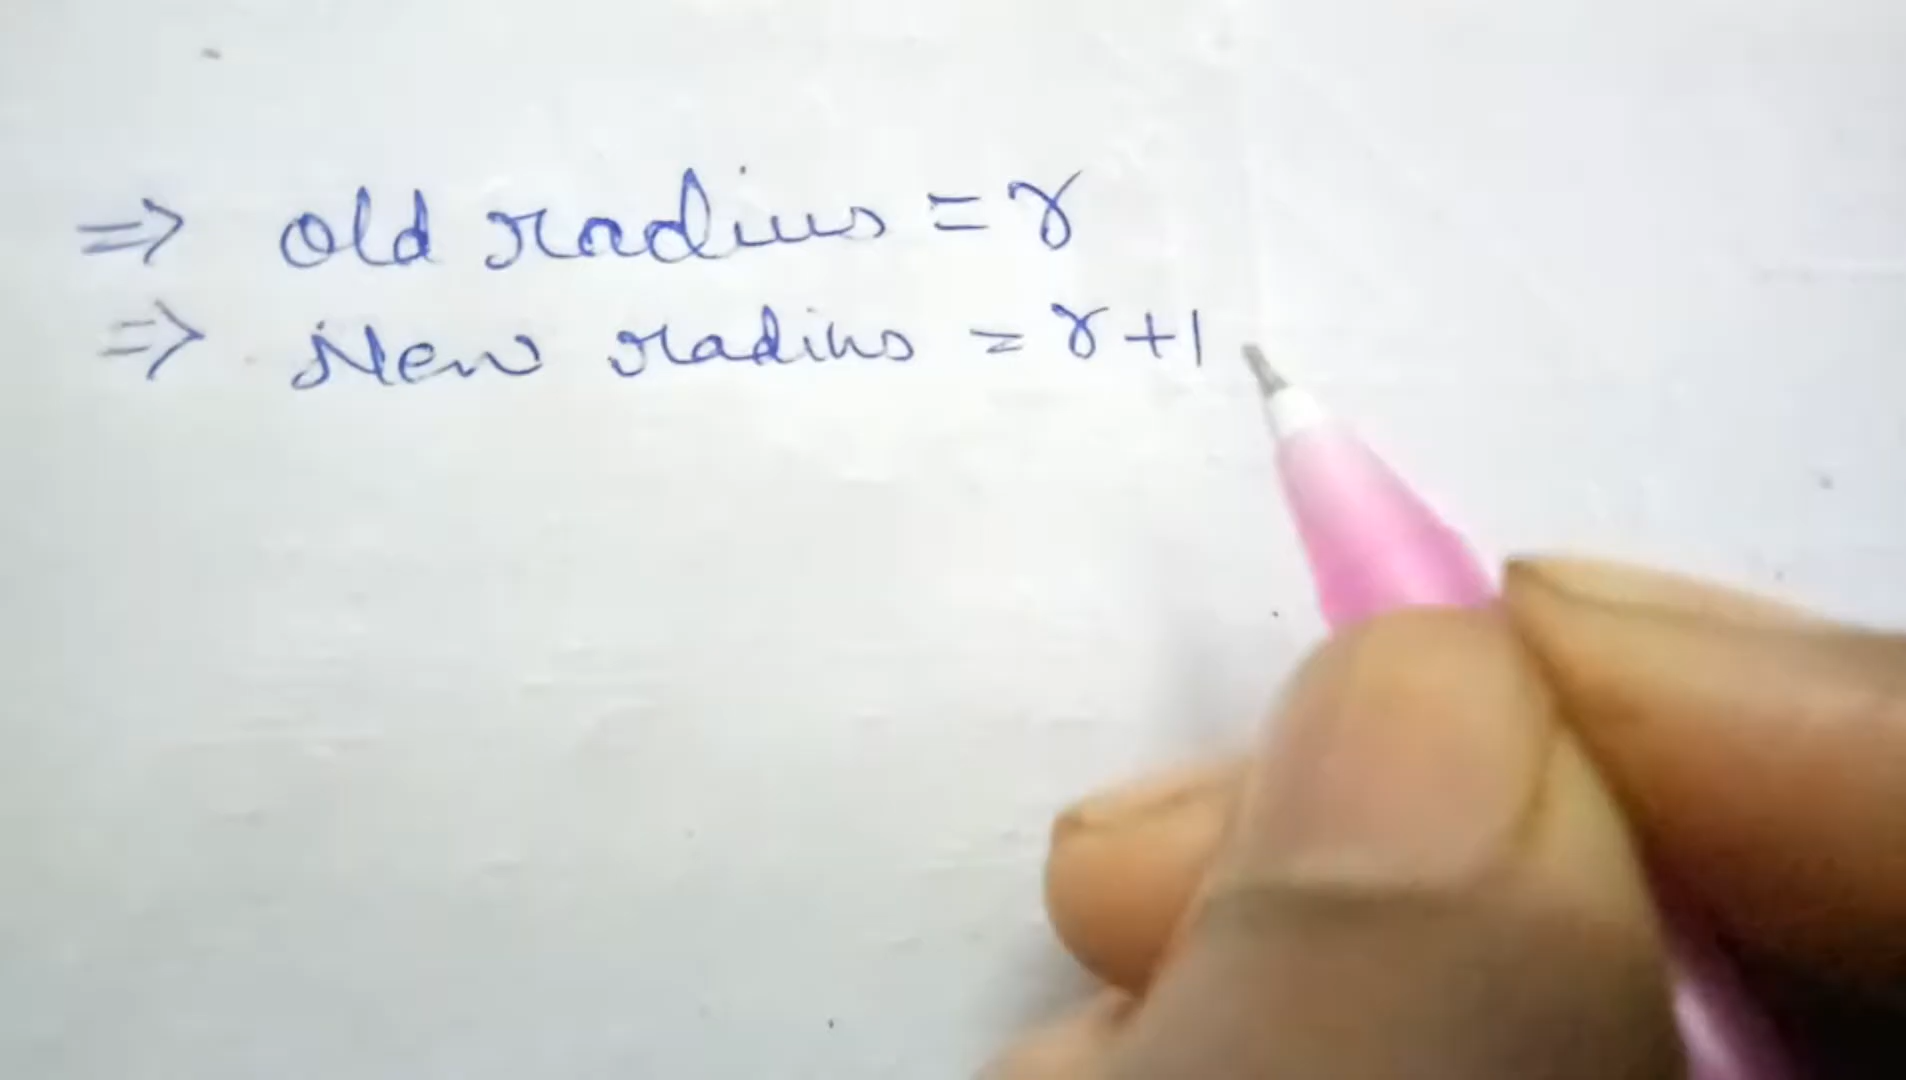 ⇒ old radius = r
⇒ New radius = r + 1